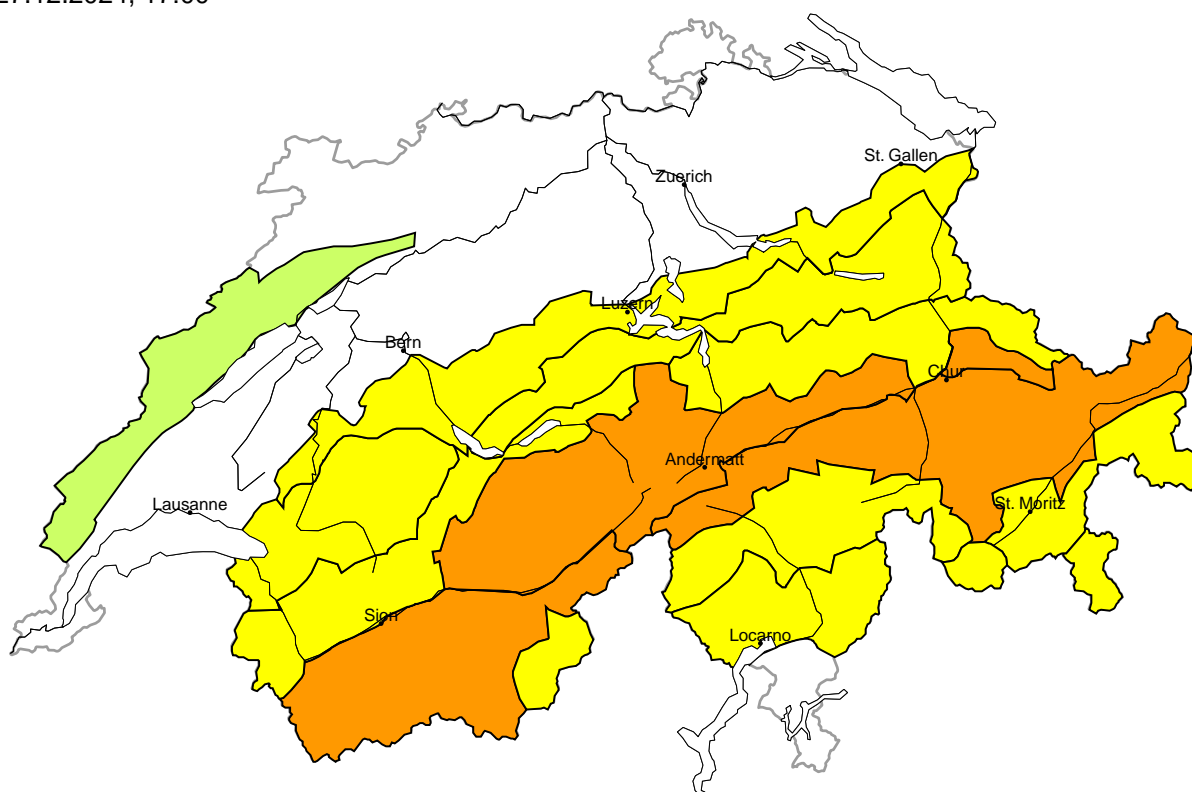 St. Gallen
Zuerich
Luzern
Bern
Chur
Andermatt
Lausanne
St. Moritz
Sion
Locarno